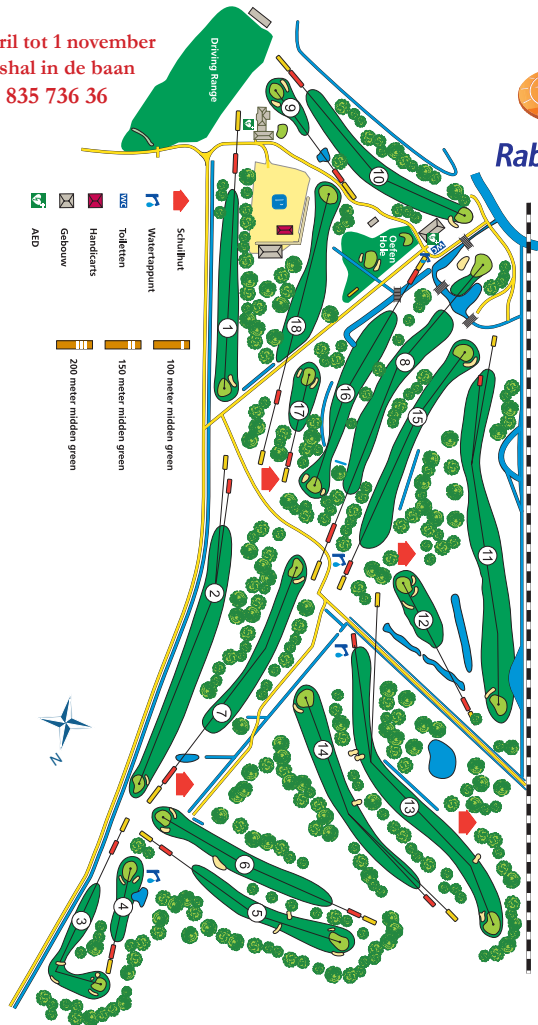 ril tot 1 november
shal in de baan
835 736 36
Rab
Driving Range
Oefen
Hole
Schuilhut
Watertappunt
WC
Toiletten
Handicarts
Gebouw
AED
100 meter midden green
150 meter midden green
200 meter midden green
1
2
3
4
5
6
7
8
9
10
11
12
13
14
15
16
17
18
N